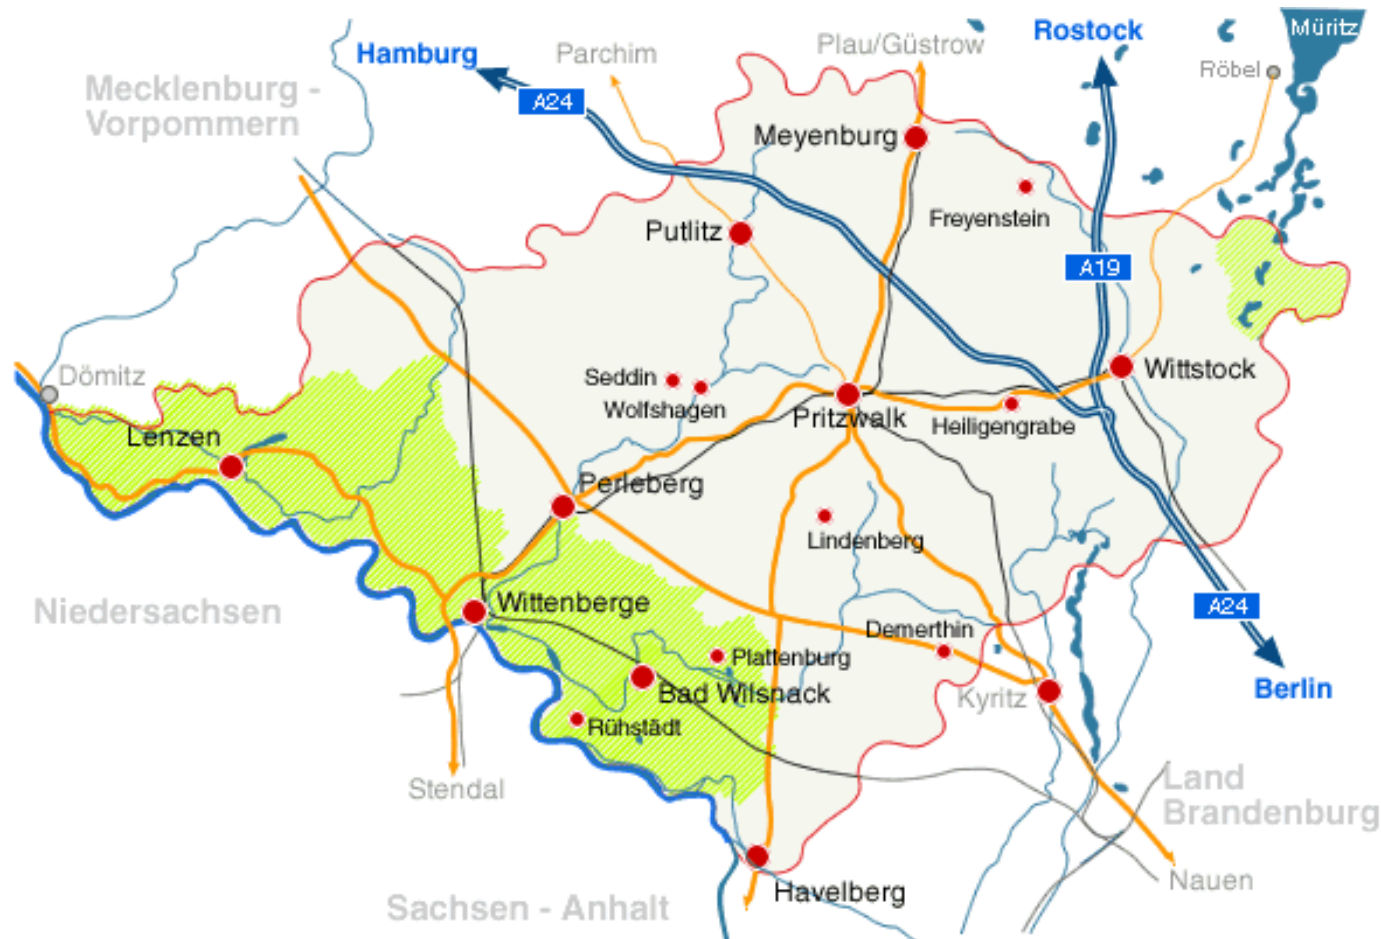 Müritz
Rostock
Hamburg
Parchim
Plau/Güstrow
Röbel
Mecklenburg -
Vorpommern
A24
Meyenburg
Freyenstein
Putlitz
A19
Dömitz
Seddin
Wolfshagen
Wittstock
Pritzwalk
Heiligengrabe
Lenzen
Perleberg
Lindenberg
Niedersachsen
Wittenberge
A24
Demerthin
Plattenburg
Bad Wilsnack
Kyritz
Berlin
Rühstädt
Stendal
Land
Brandenburg
Nauen
Havelberg
Sachsen - Anhalt